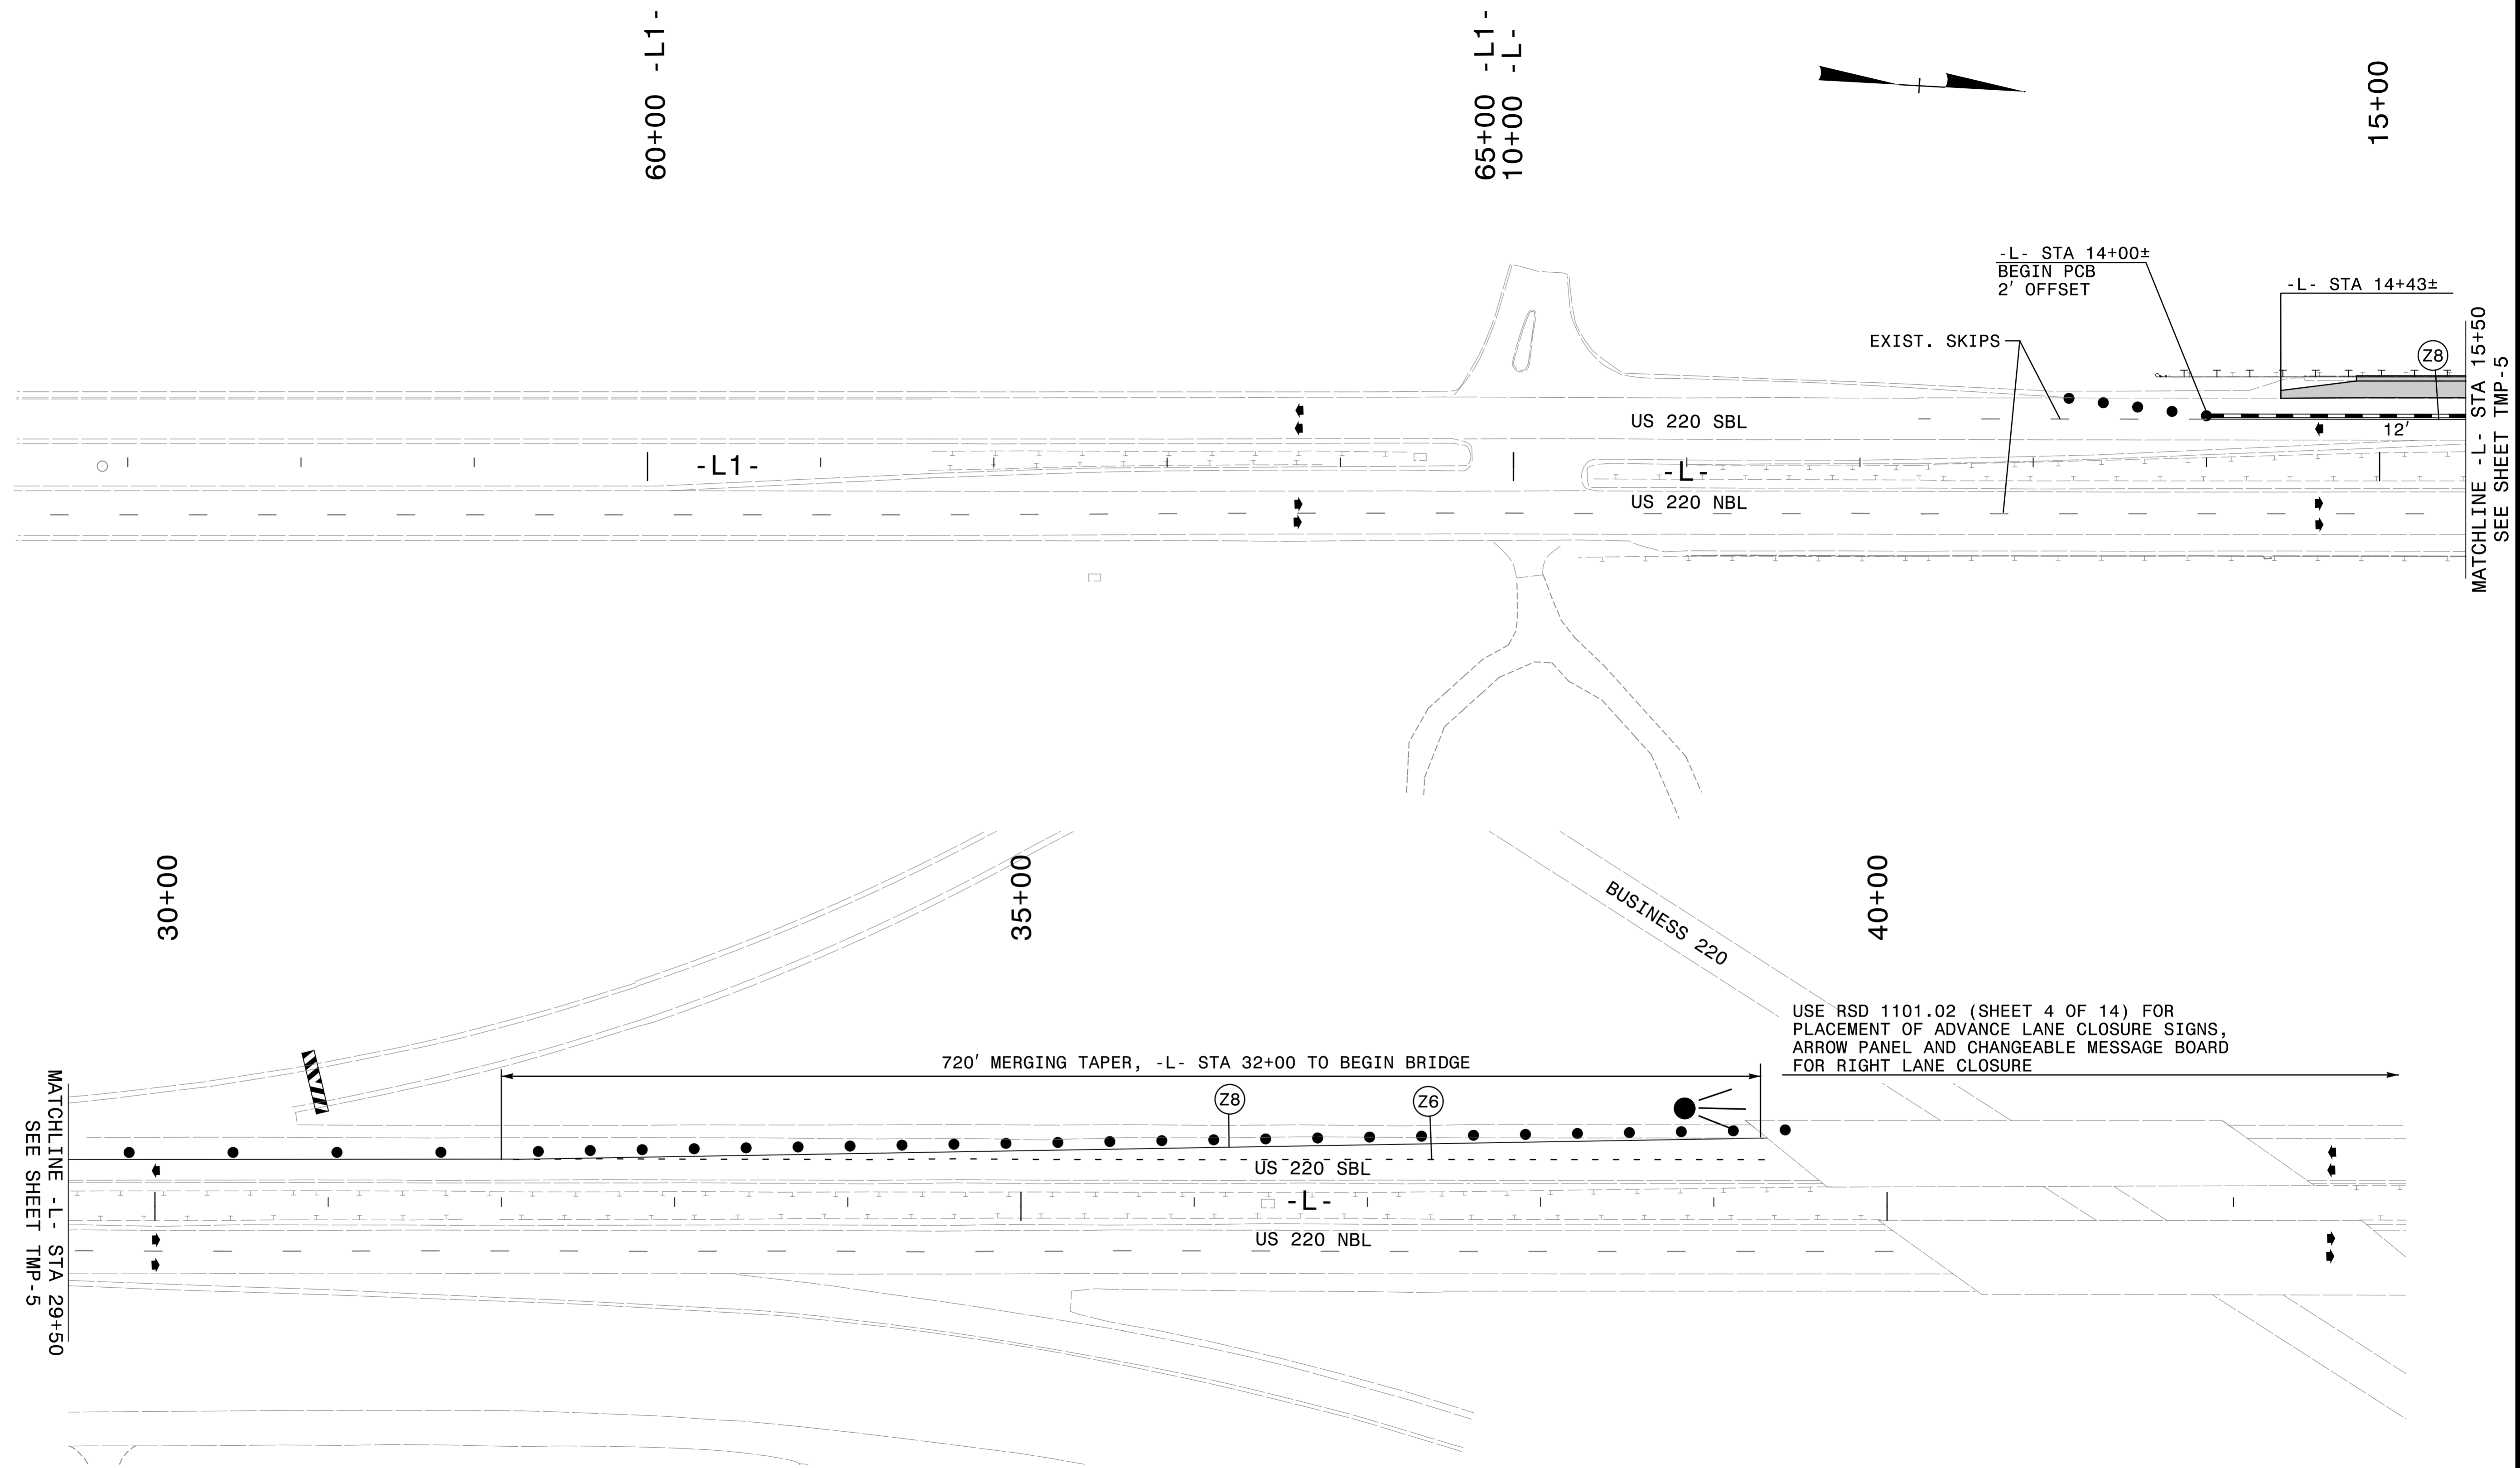 60+00 -L1-
65+00 -L1-
10+00 -L-
15+00
-L- STA 14+00±
BEGIN PCB
2' OFFSET
-L- STA 14+43±
EXIST. SKIPS
Z8
US 220 SBL
12'
-L1-
-L-
US 220 NBL
MATCHLINE -L- STA 15+50
SEE SHEET TMP-5
30+00
35+00
40+00
BUSINESS 220
USE RSD 1101.02 (SHEET 4 OF 14) FOR
PLACEMENT OF ADVANCE LANE CLOSURE SIGNS,
ARROW PANEL AND CHANGEABLE MESSAGE BOARD
FOR RIGHT LANE CLOSURE
720' MERGING TAPER, -L- STA 32+00 TO BEGIN BRIDGE
Z8
Z6
US 220 SBL
-L-
US 220 NBL
MATCHLINE -L- STA 29+50
SEE SHEET TMP-5